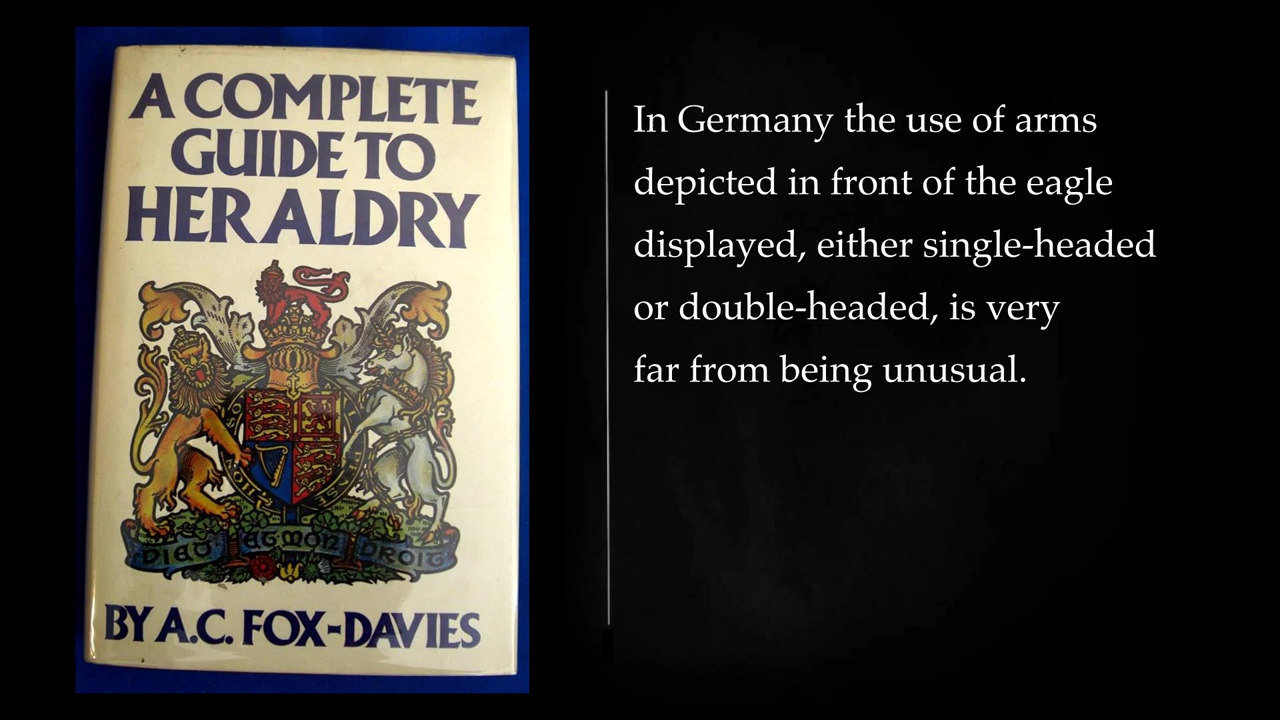 A COMPLETE
GUIDE TO
HERALDRY
DIEU ET MON DROIT
BY A.C. FOX-DAVIES
In Germany the use of arms
depicted in front of the eagle
displayed, either single-headed
or double-headed, is very
far from being unusual.